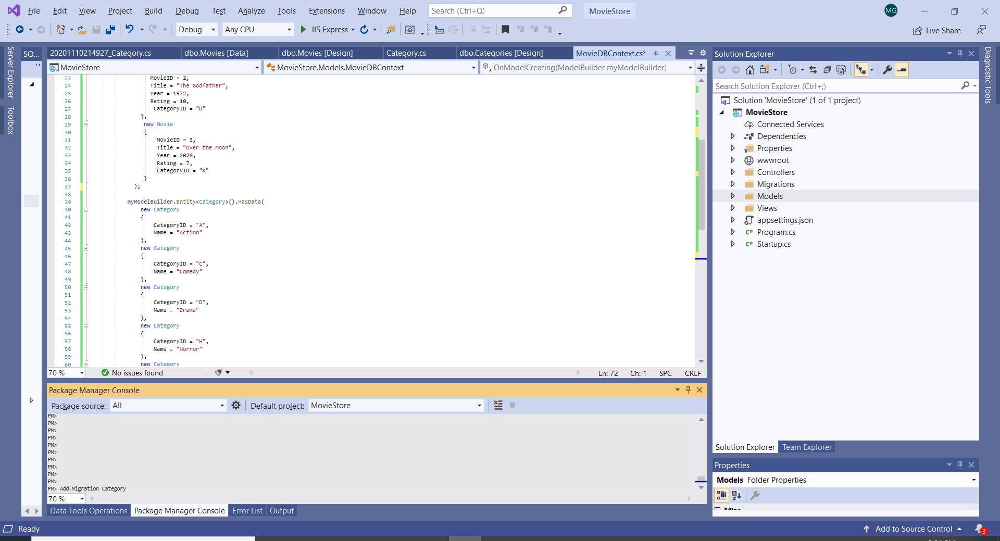 File Edit View Project Build Debug Test Analyze Tools Extensions Window Help Search (Ctrl+Q) MovieStore MG
Debug Any CPU IIS Express Live Share
Server Explorer
Toolbox
SQ...
20201110214927_Category.cs dbo.Movies [Data] dbo.Movies [Design] Category.cs dbo.Categories [Design] MovieDBContext.cs*
MovieStore MovieStore.Models.MovieDBContext OnModelCreating(ModelBuilder myModelBuilder)
23 MovieID = 2,
24 Title = "The Godfather",
25 Year = 1972,
26 Rating = 10,
27 CategoryID = "D"
28 },
29 new Movie
30 {
31 MovieID = 3,
32 Title = "Over the Moon",
33 Year = 2020,
34 Rating = 7,
35 CategoryID = "K"
36 }
37 );
38
39 myModelBuilder.Entity<Category>().HasData(
40 new Category
41 {
42 CategoryID = "A",
43 Name = "Action"
44 },
45 new Category
46 {
47 CategoryID = "C",
48 Name = "Comedy"
49 },
50 new Category
51 {
52 CategoryID = "D",
53 Name = "Drama"
54 },
55 new Category
56 {
57 CategoryID = "H",
58 Name = "Horror"
59 },
60 new Category
70 % No issues found Ln: 72 Ch: 1 SPC CRLF
Package Manager Console
Package source: All Default project: MovieStore
PM>
PM>
PM>
PM>
PM>
PM>
PM>
PM>
PM>
PM>
PM> Add-Migration Category
70 %
Data Tools Operations Package Manager Console Error List Output
Solution Explorer
Search Solution Explorer (Ctrl+;)
Solution 'MovieStore' (1 of 1 project)
MovieStore
Connected Services
Dependencies
Properties
wwwroot
Controllers
Migrations
Models
Views
appsettings.json
C# Program.cs
C# Startup.cs
Solution Explorer Team Explorer
Properties
Models Folder Properties
Diagnostic Tools
Ready Add to Source Control 3